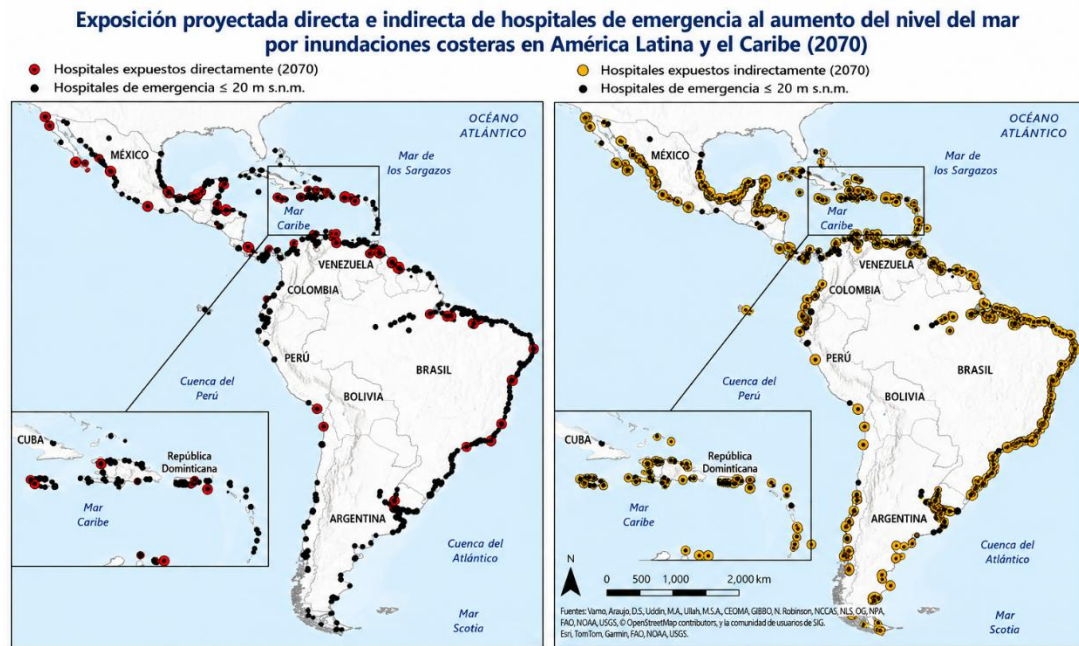 Exposición proyectada directa e indirecta de hospitales de emergencia al aumento del nivel del mar
por inundaciones costeras en América Latina y el Caribe (2070)
Hospitales expuestos directamente (2070)
Hospitales de emergencia ≤ 20 m s.n.m.
OCÉANO
ATLÁNTICO
MÉXICO
Mar de
los Sargazos
Mar
Caribe
VENEZUELA
COLOMBIA
PERÚ
BRASIL
Cuenca del
Perú
BOLIVIA
CUBA
República
Dominicana
Mar
Caribe
ARGENTINA
Cuenca del
Atlántico
Mar
Scotia
Hospitales expuestos indirectamente (2070)
Hospitales de emergencia ≤ 20 m s.n.m.
OCÉANO
ATLÁNTICO
MÉXICO
Mar de
los Sargazos
Mar
Caribe
VENEZUELA
COLOMBIA
PERÚ
BRASIL
Cuenca del
Perú
BOLIVIA
CUBA
República
Dominicana
Mar
Caribe
ARGENTINA
Cuenca del
Atlántico
N
0 500 1,000 2,000 km
Mar
Scotia
Fuentes: Vamo, Araujo, D.S., Uddin, M.A., Ullah, M.S.A., CEOMA, GIBBO, N. Robinson, NCCAS, NLS, OG, NPA,
FAO, NOAA, USGS, © OpenStreetMap contributors, y la comunidad de usuarios de SIG.
Esri, TomTom, Garmin, FAO, NOAA, USGS.